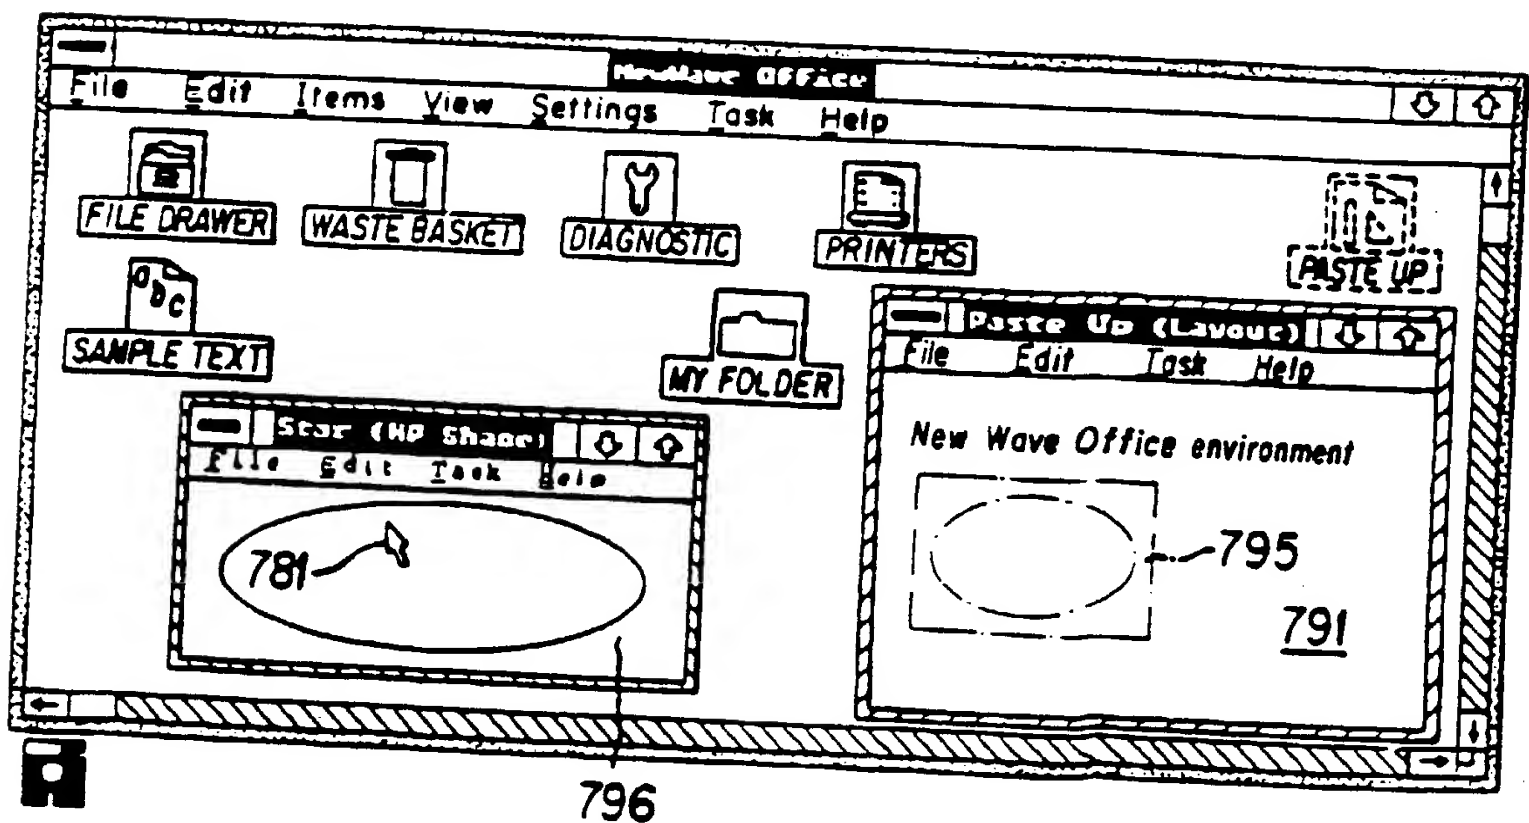 NewWave Office
File Edit Items View Settings Task Help
FILE DRAWER WASTE BASKET DIAGNOSTIC PRINTERS PASTE UP
SAMPLE TEXT MY FOLDER
Paste Up (Layout)
File Edit Task Help
New Wave Office environment
795
791
Star (HP Shape)
File Edit Task Help
781
796